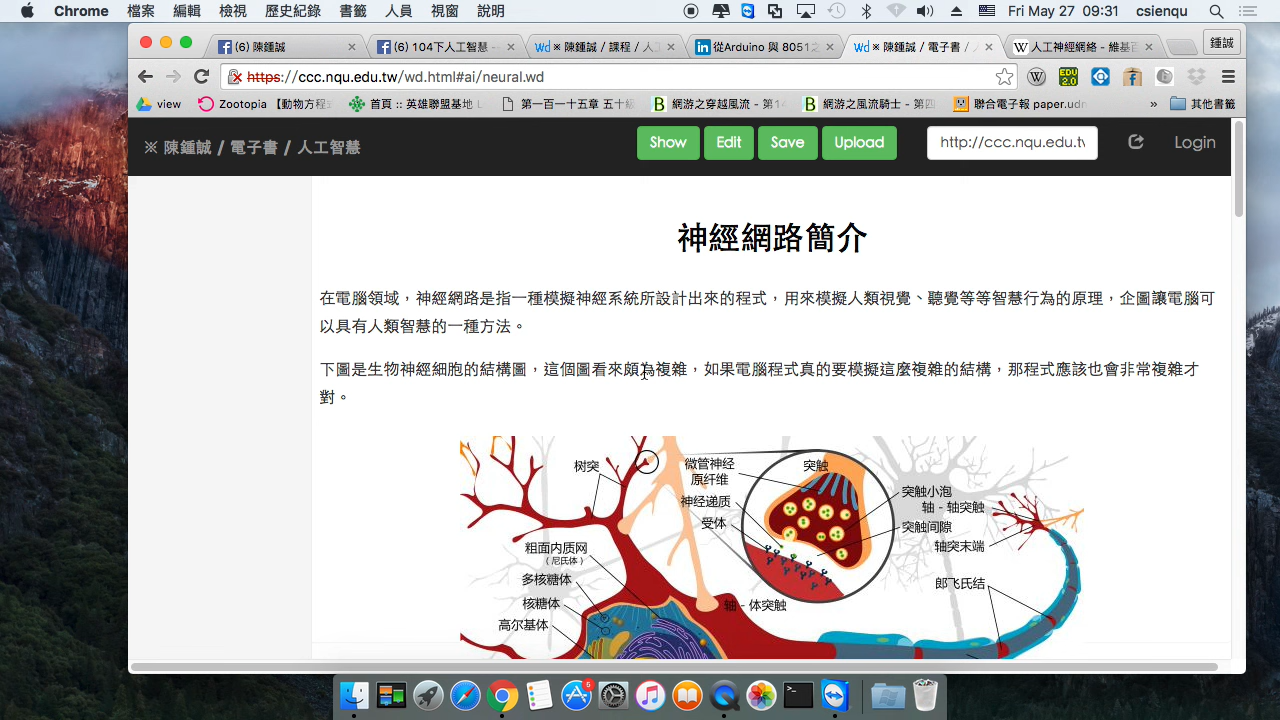 Chrome 檔案 編輯 檢視 歷史紀錄 書籤 人員 視窗 說明 Fri May 27 09:31 csienqu
(6) 陳鍾誠
(6) 104下人工智慧 -
Wd ※ 陳鍾誠 / 課程 / 人工
in 從Arduino 與 8051
Wd ※ 陳鍾誠 / 電子書 /
W 人工神經網絡 - 維基百
鍾誠
https://ccc.nqu.edu.tw/wd.html#ai/neural.wd
view
Zootopia 【動物方程式
首頁 :: 英雄聯盟基地
第一百一十五章 五十級
B 網游之穿越風流 - 第1
B 網游之風流騎士 - 第四
聯合電子報 paper.udn
» 其他書籤
※ 陳鍾誠 / 電子書 / 人工智慧
Show Edit Save Upload http://ccc.nqu.edu.tw Login
神經網路簡介
在電腦領域，神經網路是指一種模擬神經系統所設計出來的程式，用來模擬人類視覺、聽覺等等智慧行為的原理，企圖讓電腦可
以具有人類智慧的一種方法。
下圖是生物神經細胞的結構圖，這個圖看來頗為複雜，如果電腦程式真的要模擬這麼複雜的結構，那程式應該也會非常複雜才
對。
树突
微管神经
原纤维
突触
神经递质
受体
突触小泡
轴 - 轴突触
突触间隙
轴突末端
粗面内质网
（尼氏体）
多核糖体
核糖体
高尔基体
轴 - 体突触
郎飞氏结
6